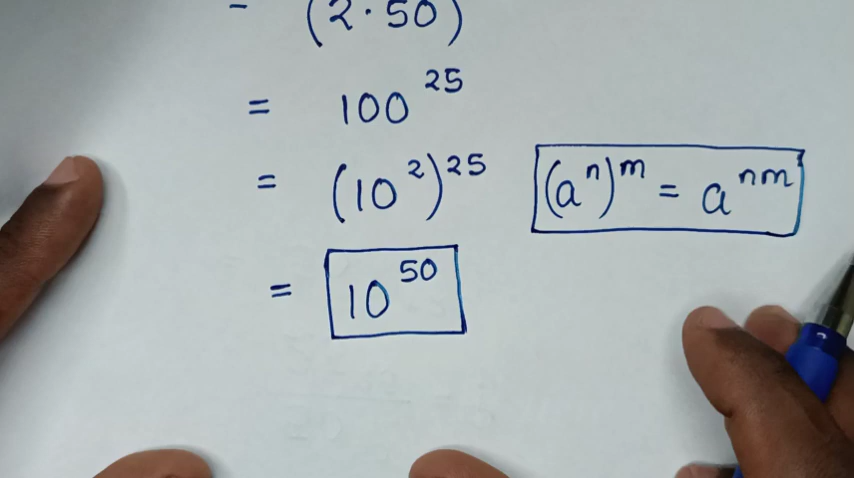 = (2 · 50)
= 100^25
= (10^2)^25 (a^n)^m = a^nm
= 10^50